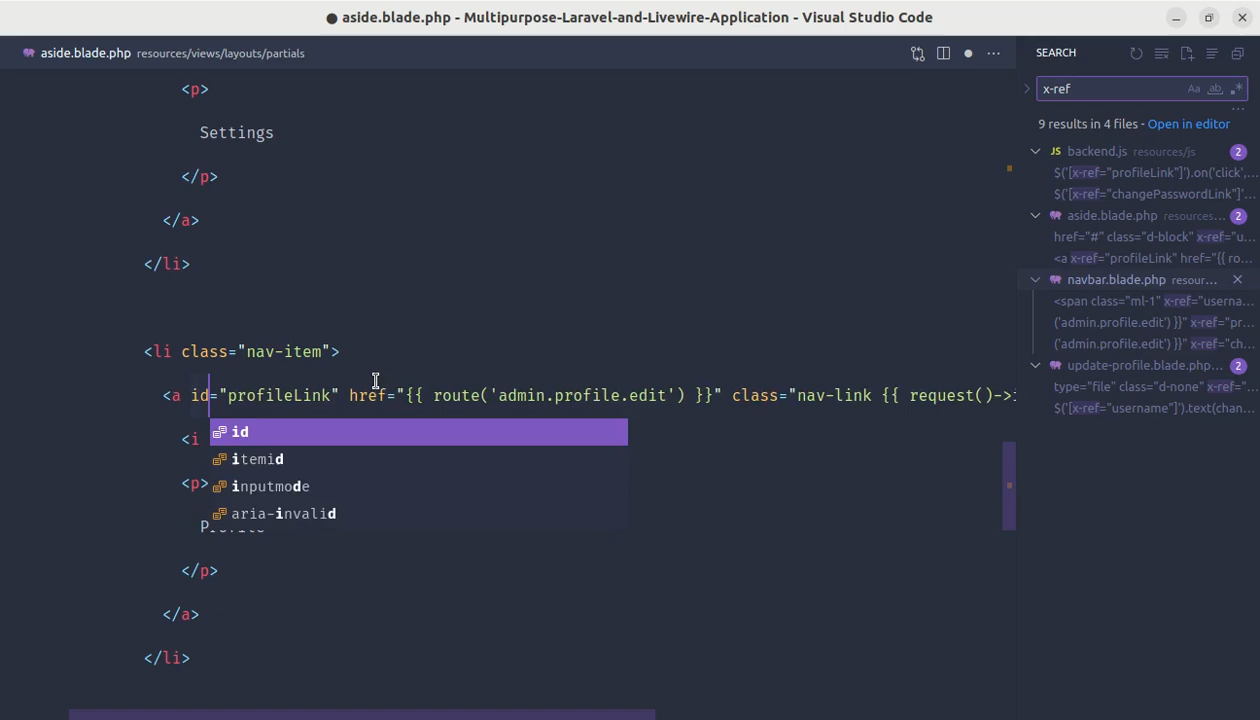 ● aside.blade.php - Multipurpose-Laravel-and-Livewire-Application - Visual Studio Code
aside.blade.php resources/views/layouts/partials
<p>
Settings
</p>
</a>
</li>
<li class="nav-item">
<a id="profileLink" href="{{ route('admin.profile.edit') }}" class="nav-link {{ request()->i
<i
id
itemid
<p>
inputmode
aria-invalid
Profile
</p>
</a>
</li>
SEARCH
x-ref
Aa ab .*
...
9 results in 4 files - Open in editor
JS backend.js resources/js 2
$('[x-ref="profileLink"]').on('click',...
$('[x-ref="changePasswordLink"]'...
aside.blade.php resources... 2
href="#" class="d-block" x-ref="u...
<a x-ref="profileLink" href="{{ ro...
navbar.blade.php resour...
<span class="ml-1" x-ref="userna...
('admin.profile.edit') }}" x-ref="pr...
('admin.profile.edit') }}" x-ref="ch...
update-profile.blade.php... 2
type="file" class="d-none" x-ref="...
$('[x-ref="username"]').text(chan...